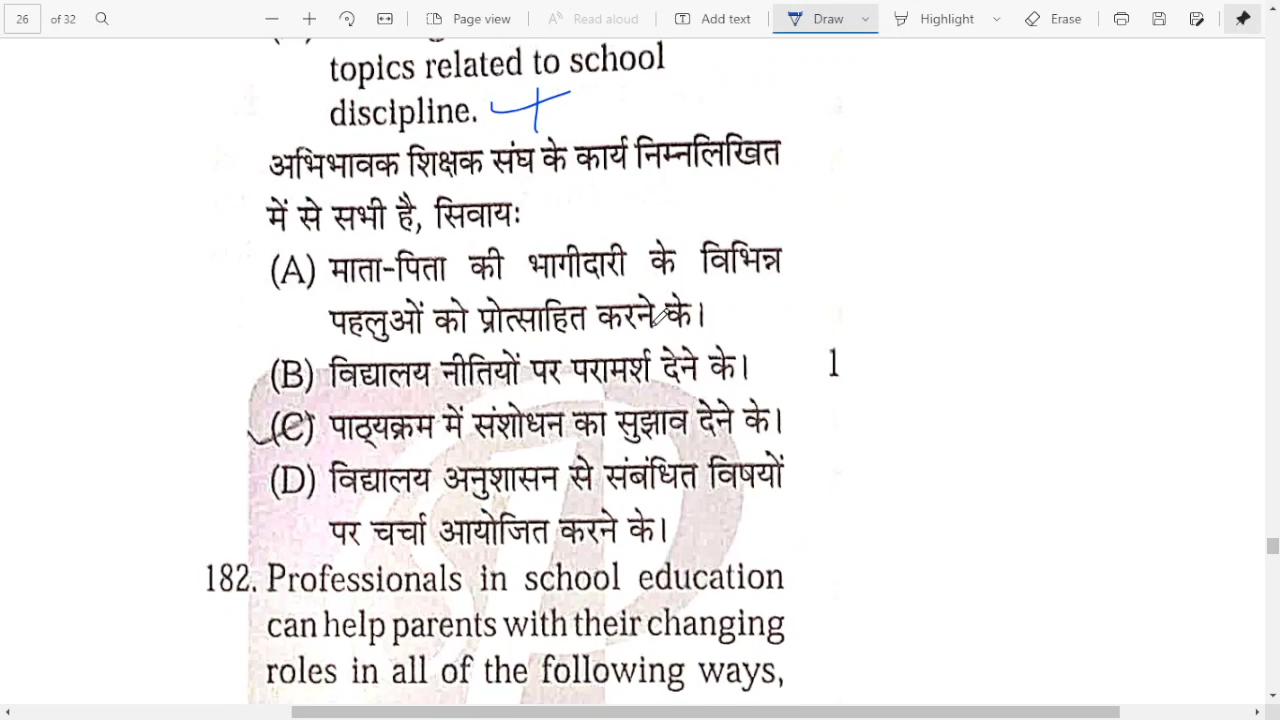 26 of 32 Page view Read aloud Add text Draw Highlight Erase
topics related to school
discipline.
अभिभावक शिक्षक संघ के कार्य निम्नलिखित
में से सभी है, सिवायः
(A) माता-पिता की भागीदारी के विभिन्न
पहलुओं को प्रोत्साहित करने के।
(B) विद्यालय नीतियों पर परामर्श देने के। 1
(C) पाठ्यक्रम में संशोधन का सुझाव देने के।
(D) विद्यालय अनुशासन से संबंधित विषयों
पर चर्चा आयोजित करने के।
182. Professionals in school education
can help parents with their changing
roles in all of the following ways,